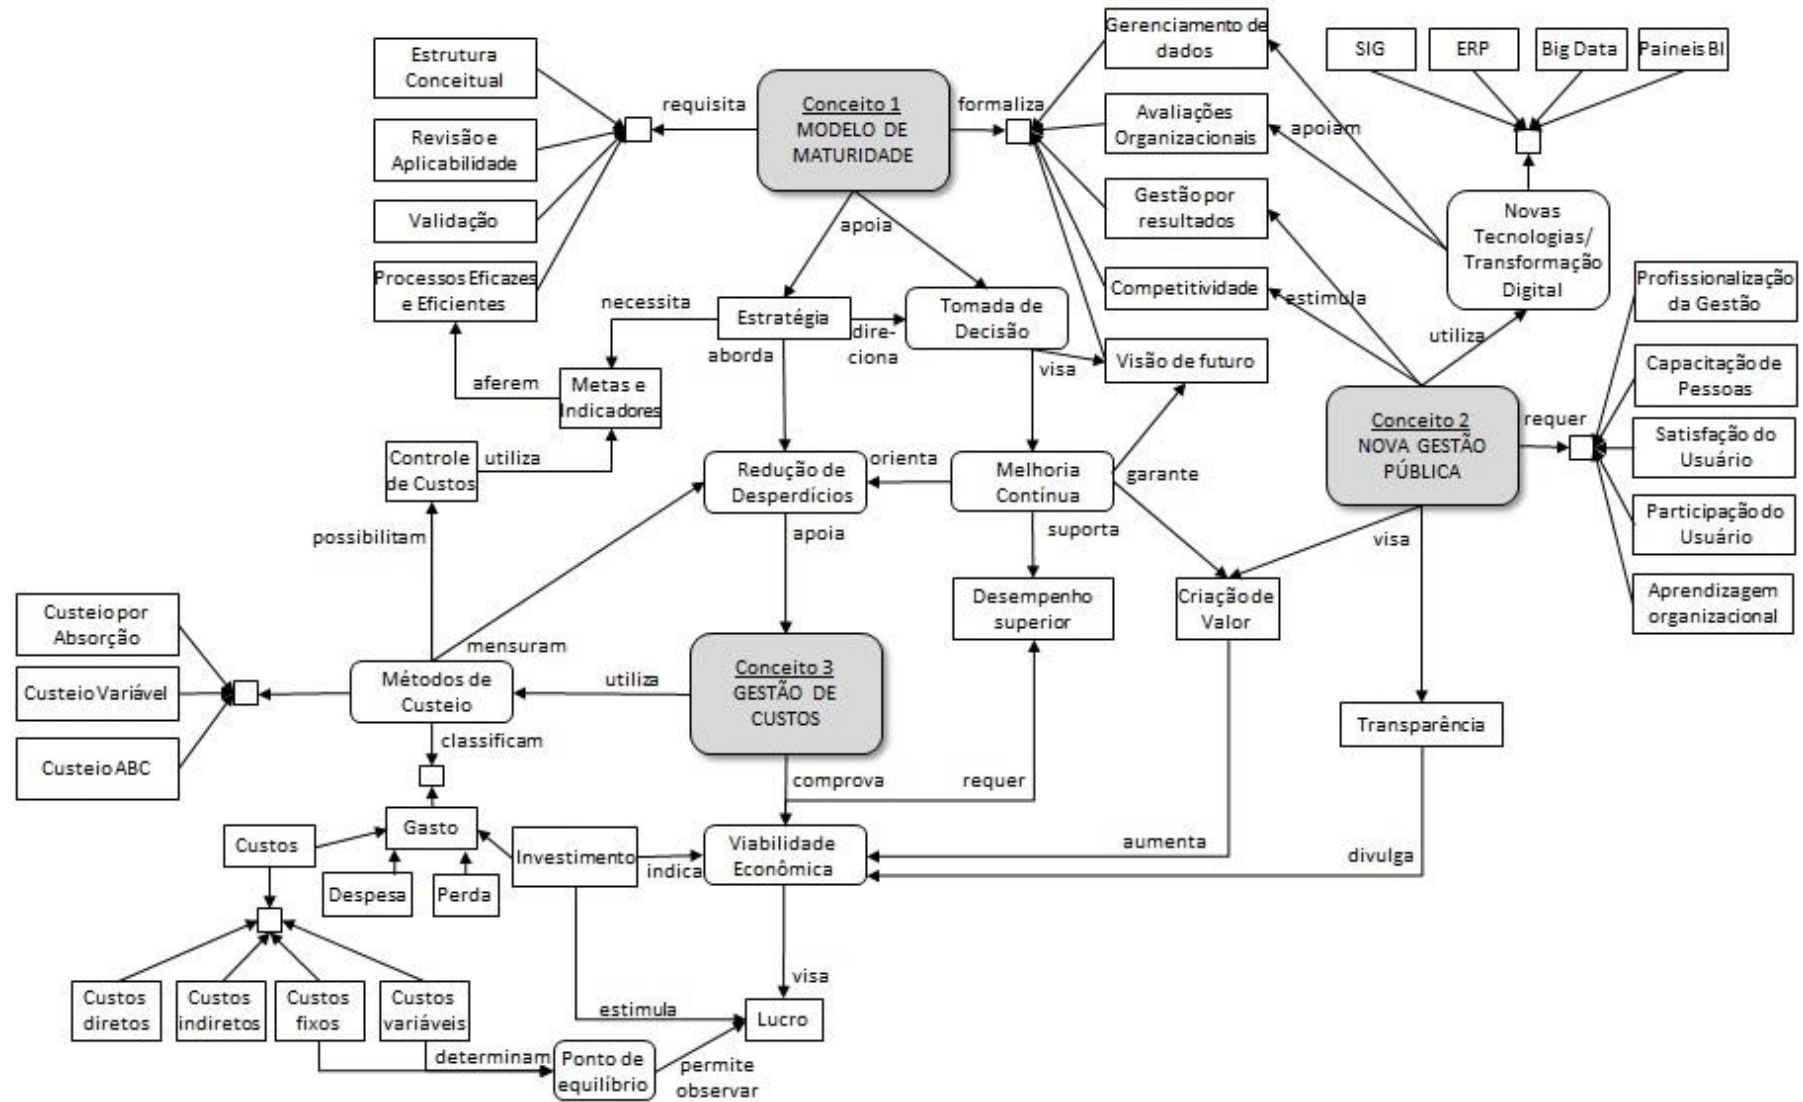 Estrutura
Conceitual
Revisão e
Aplicabilidade
Validação
Processos Eficazes
e Eficientes
requisita
Conceito 1
MODELO DE
MATURIDADE
formaliza
Gerenciamento de
dados
Avaliações
Organizacionais
Gestão por
resultados
Competitividade
Visão de futuro
apoiam
SIG
ERP
Big Data
Paineis BI
Novas
Tecnologias/
Transformação
Digital
apoia
necessita
Estratégia
dire-
ciona
Tomada de
Decisão
estimula
utiliza
Profissionalização
da Gestão
Capacitação de
Pessoas
Satisfação do
Usuário
Participação do
Usuário
Aprendizagem
organizacional
aborda
visa
aferem
Metas e
Indicadores
Conceito 2
NOVA GESTÃO
PÚBLICA
requer
Controle
de Custos
utiliza
Redução de
Desperdícios
orienta
Melhoria
Contínua
garante
possibilitam
apoia
suporta
visa
Desempenho
superior
Criação de
Valor
Custeio por
Absorção
Custeio Variável
Custeio ABC
mensuram
Métodos de
Custeio
utiliza
Conceito 3
GESTÃO DE
CUSTOS
Transparência
classificam
comprova
requer
Gasto
Custos
Despesa
Perda
Investimento
indica
Viabilidade
Econômica
aumenta
divulga
visa
Custos
diretos
Custos
indiretos
Custos
fixos
Custos
variáveis
estimula
Lucro
determinam
Ponto de
equilíbrio
permite
observar